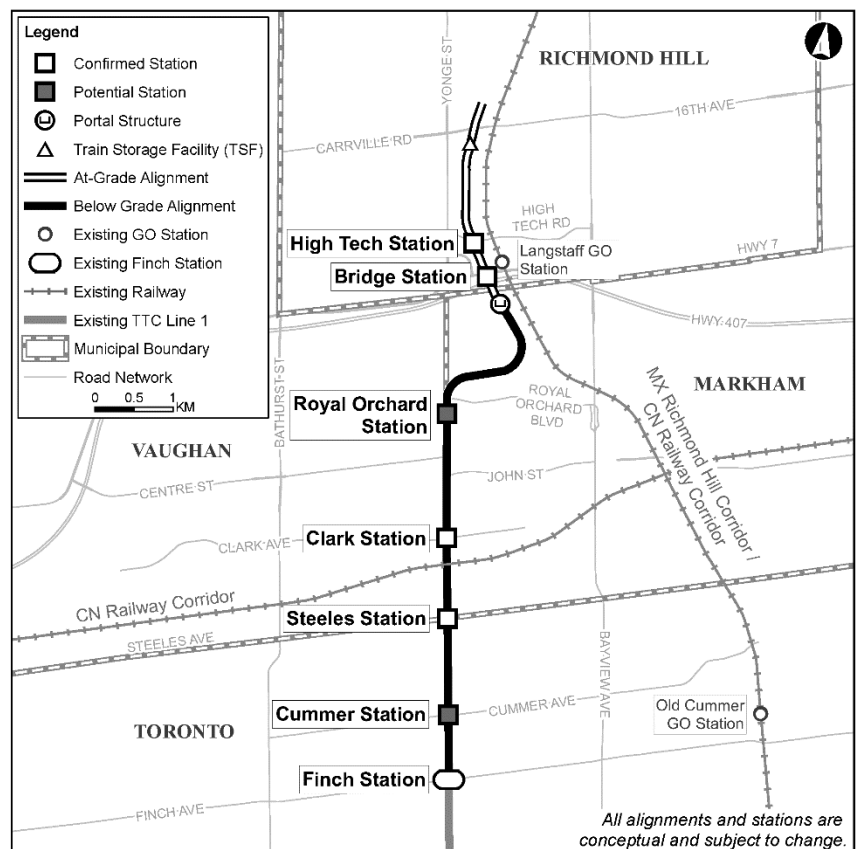 Legend
Confirmed Station
Potential Station
Portal Structure
Train Storage Facility (TSF)
At-Grade Alignment
Below Grade Alignment
Existing GO Station
Existing Finch Station
Existing Railway
Existing TTC Line 1
Municipal Boundary
Road Network
0 0.5 1
KM
YONGE ST
RICHMOND HILL
16TH AVE
CARRVILLE RD
HIGH
TECH RD
High Tech Station
Langstaff GO
Station
HWY 7
Bridge Station
HWY 407
BATHURST ST
MARKHAM
ROYAL
ORCHARD
BLVD
Royal Orchard
Station
MX Richmond Hill Corridor /
CN Railway Corridor
VAUGHAN
JOHN ST
CENTRE ST
Clark Station
CLARK AVE
CN Railway Corridor
Steeles Station
STEELES AVE
BAYVIEW AVE
Old Cummer
GO Station
CUMMER AVE
Cummer Station
TORONTO
Finch Station
FINCH AVE
All alignments and stations are
conceptual and subject to change.